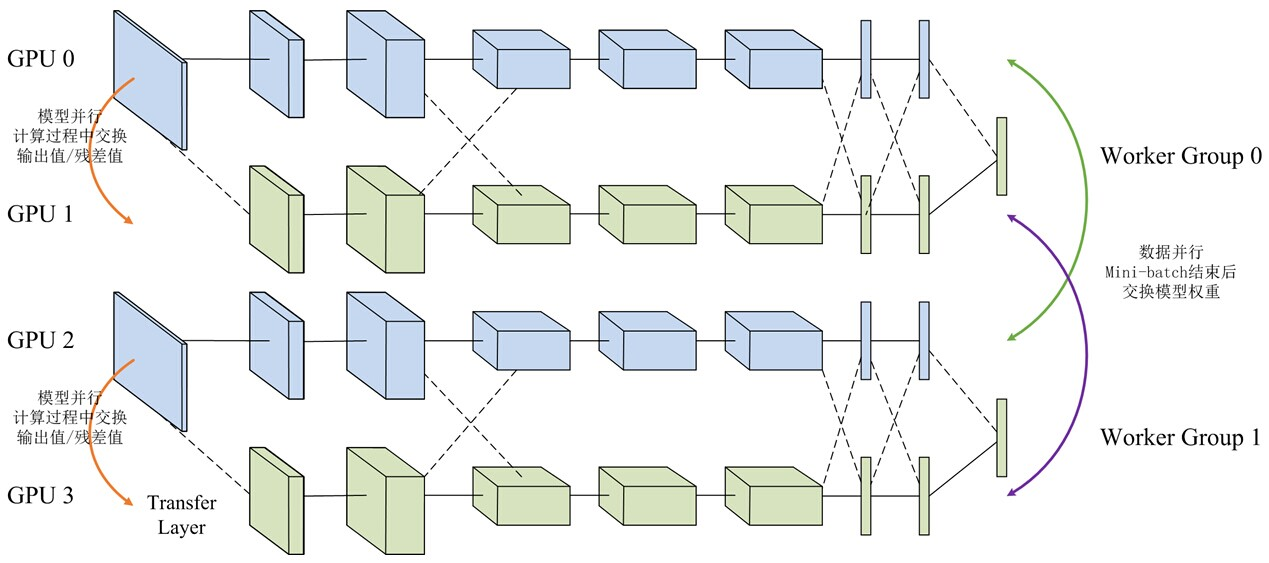 GPU 0
模型并行
计算过程中交换
输出值/残差值
GPU 1
Worker Group 0
数据并行
Mini-batch结束后
交换模型权重
GPU 2
模型并行
计算过程中交换
输出值/残差值
Worker Group 1
GPU 3
Transfer
Layer